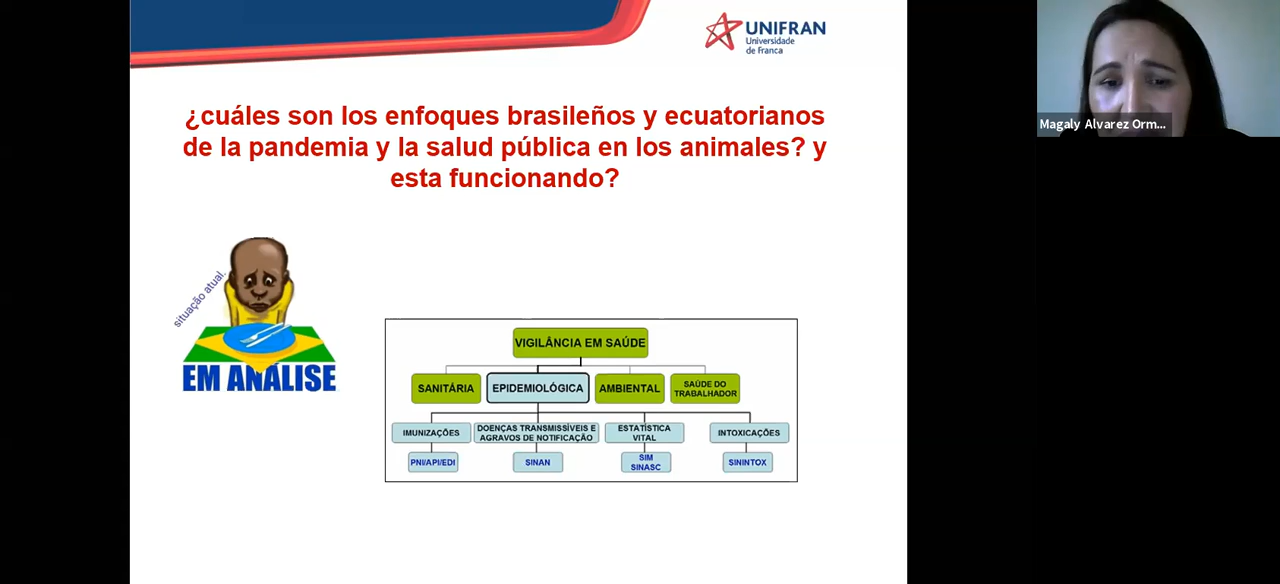 UNIFRAN
Universidade
de Franca
Magaly Alvarez Orm...
¿cuáles son los enfoques brasileños y ecuatorianos
de la pandemia y la salud pública en los animales? y
esta funcionando?
situação atual.
EM ANÁLISE
VIGILÂNCIA EM SAÚDE
SANITÁRIA
EPIDEMIOLÓGICA
AMBIENTAL
SAÚDE DO
TRABALHADOR
IMUNIZAÇÕES
DOENÇAS TRANSMISSÍVEIS E
AGRAVOS DE NOTIFICAÇÃO
ESTATÍSTICA
VITAL
INTOXICAÇÕES
PNI/API/EDI
SINAN
SIM
SINASC
SININTOX